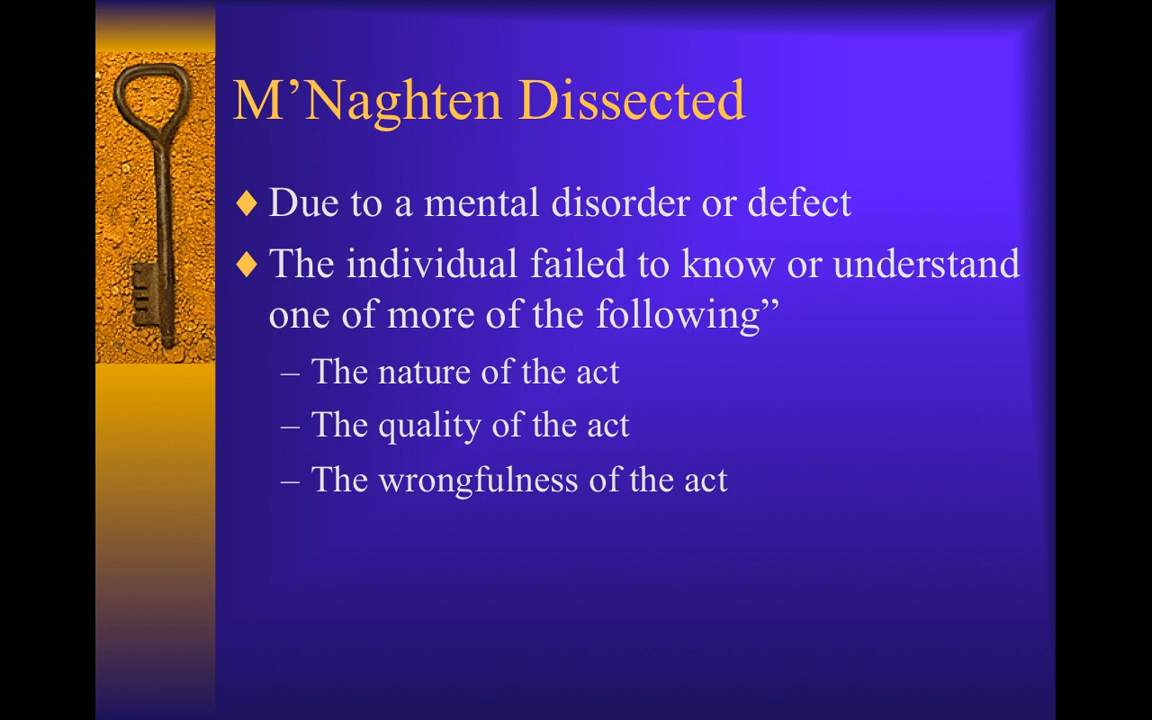 M’Naghten Dissected
Due to a mental disorder or defect
The individual failed to know or understand
one of more of the following”
– The nature of the act
– The quality of the act
– The wrongfulness of the act